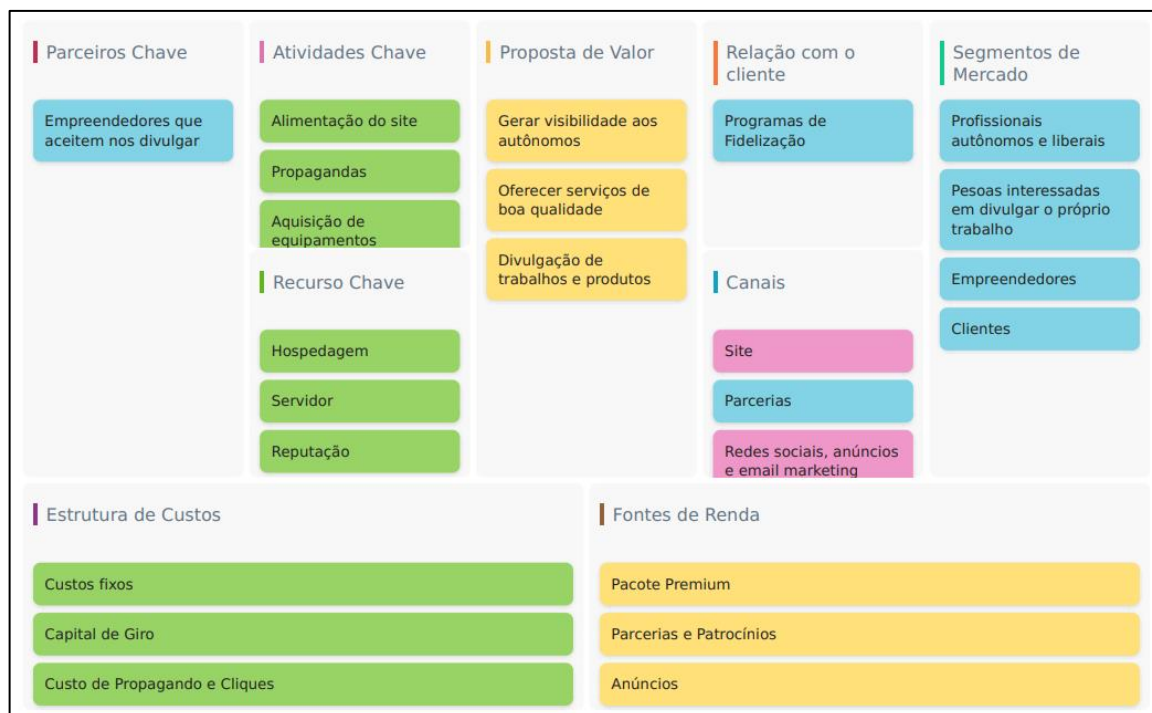 Parceiros Chave
Empreendedores que
aceitem nos divulgar
Atividades Chave
Alimentação do site
Propagandas
Aquisição de
equipamentos
Recurso Chave
Hospedagem
Servidor
Reputação
Proposta de Valor
Gerar visibilidade aos
autônomos
Oferecer serviços de
boa qualidade
Divulgação de
trabalhos e produtos
Relação com o
cliente
Programas de
Fidelização
Canais
Site
Parcerias
Redes sociais, anúncios
e email marketing
Segmentos de
Mercado
Profissionais
autônomos e liberais
Pesoas interessadas
em divulgar o próprio
trabalho
Empreendedores
Clientes
Estrutura de Custos
Custos fixos
Capital de Giro
Custo de Propagando e Cliques
Fontes de Renda
Pacote Premium
Parcerias e Patrocínios
Anúncios